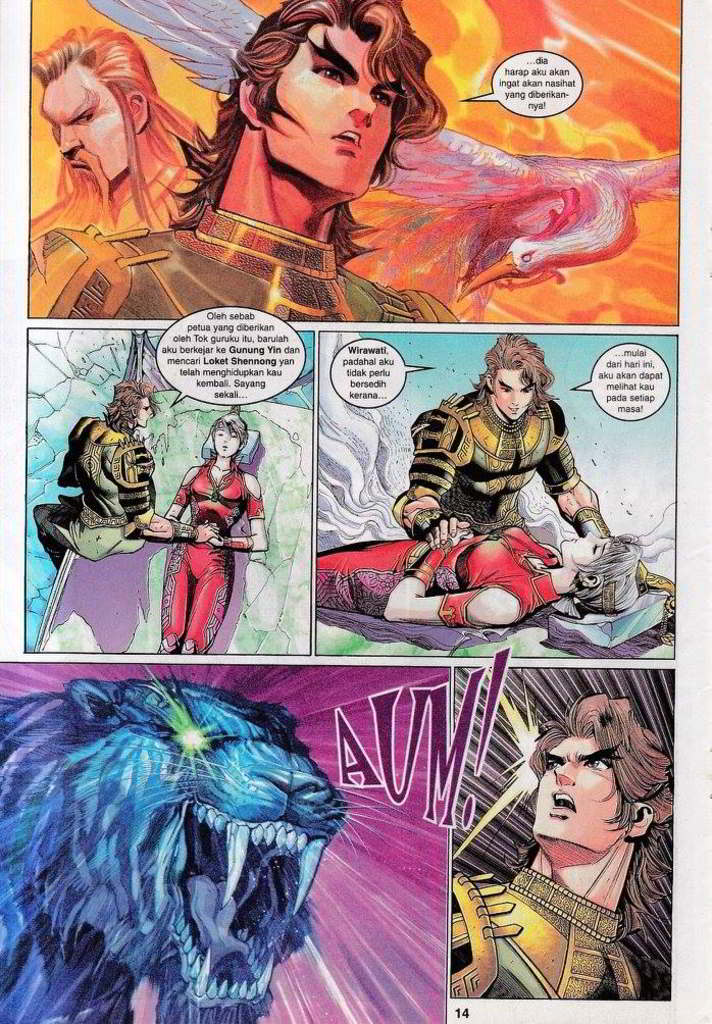 ...dia
harap aku akan
ingat akan nasihat
yang diberikan-
nya!
Oleh sebab
petua yang diberikan
oleh Tok guruku itu, barulah
aku berkejar ke Gunung Yin dan
mencari Loket Shennong yan
telah menghidupkan kau
kembali. Sayang
sekali...
Wirawati,
padahal aku
tidak perlu
bersedih
kerana...
...mulai
dari hari ini,
aku akan dapat
melihat kau
pada setiap
masa!
AUM!
14